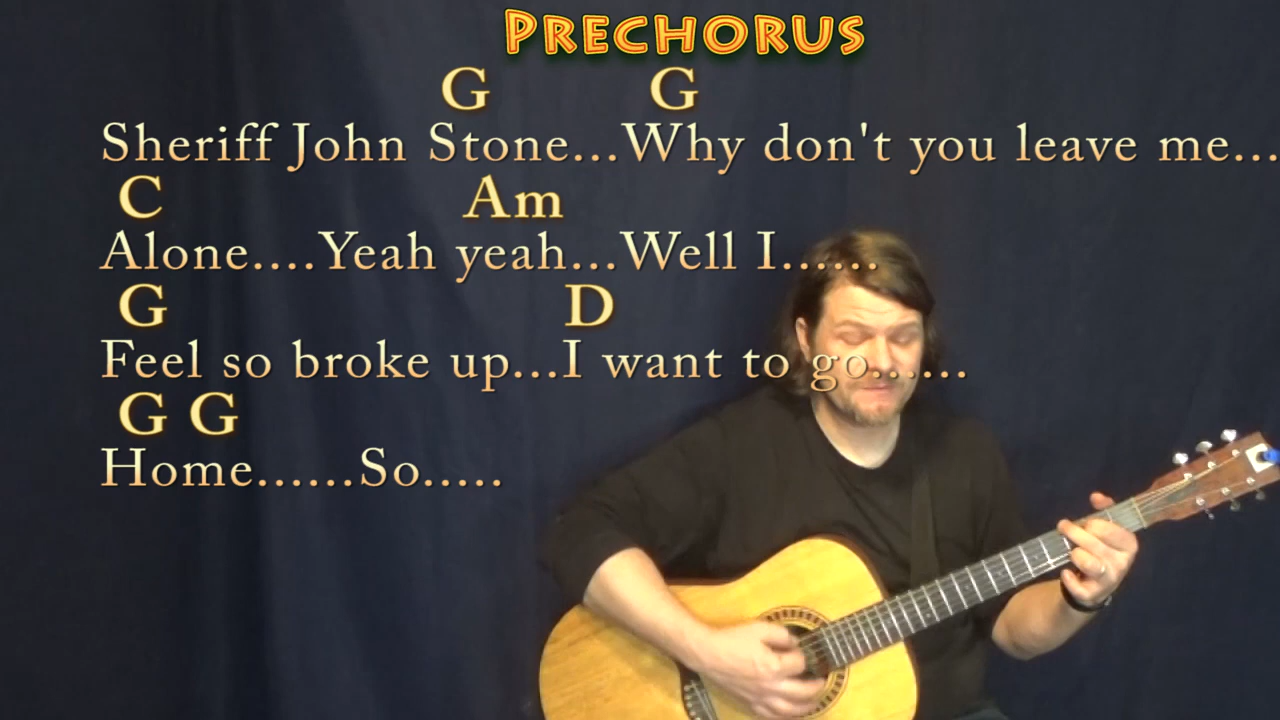 PRECHORUS
G G
Sheriff John Stone...Why don't you leave me...
C Am
Alone....Yeah yeah...Well I......
G D
Feel so broke up...I want to go......
G G
Home......So.....